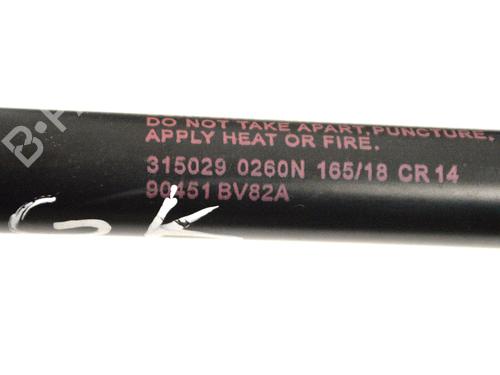 DO NOT TAKE APART, PUNCTURE,
APPLY HEAT OR FIRE.
315029 0260N 165/18 CR 14
90451 BV82A